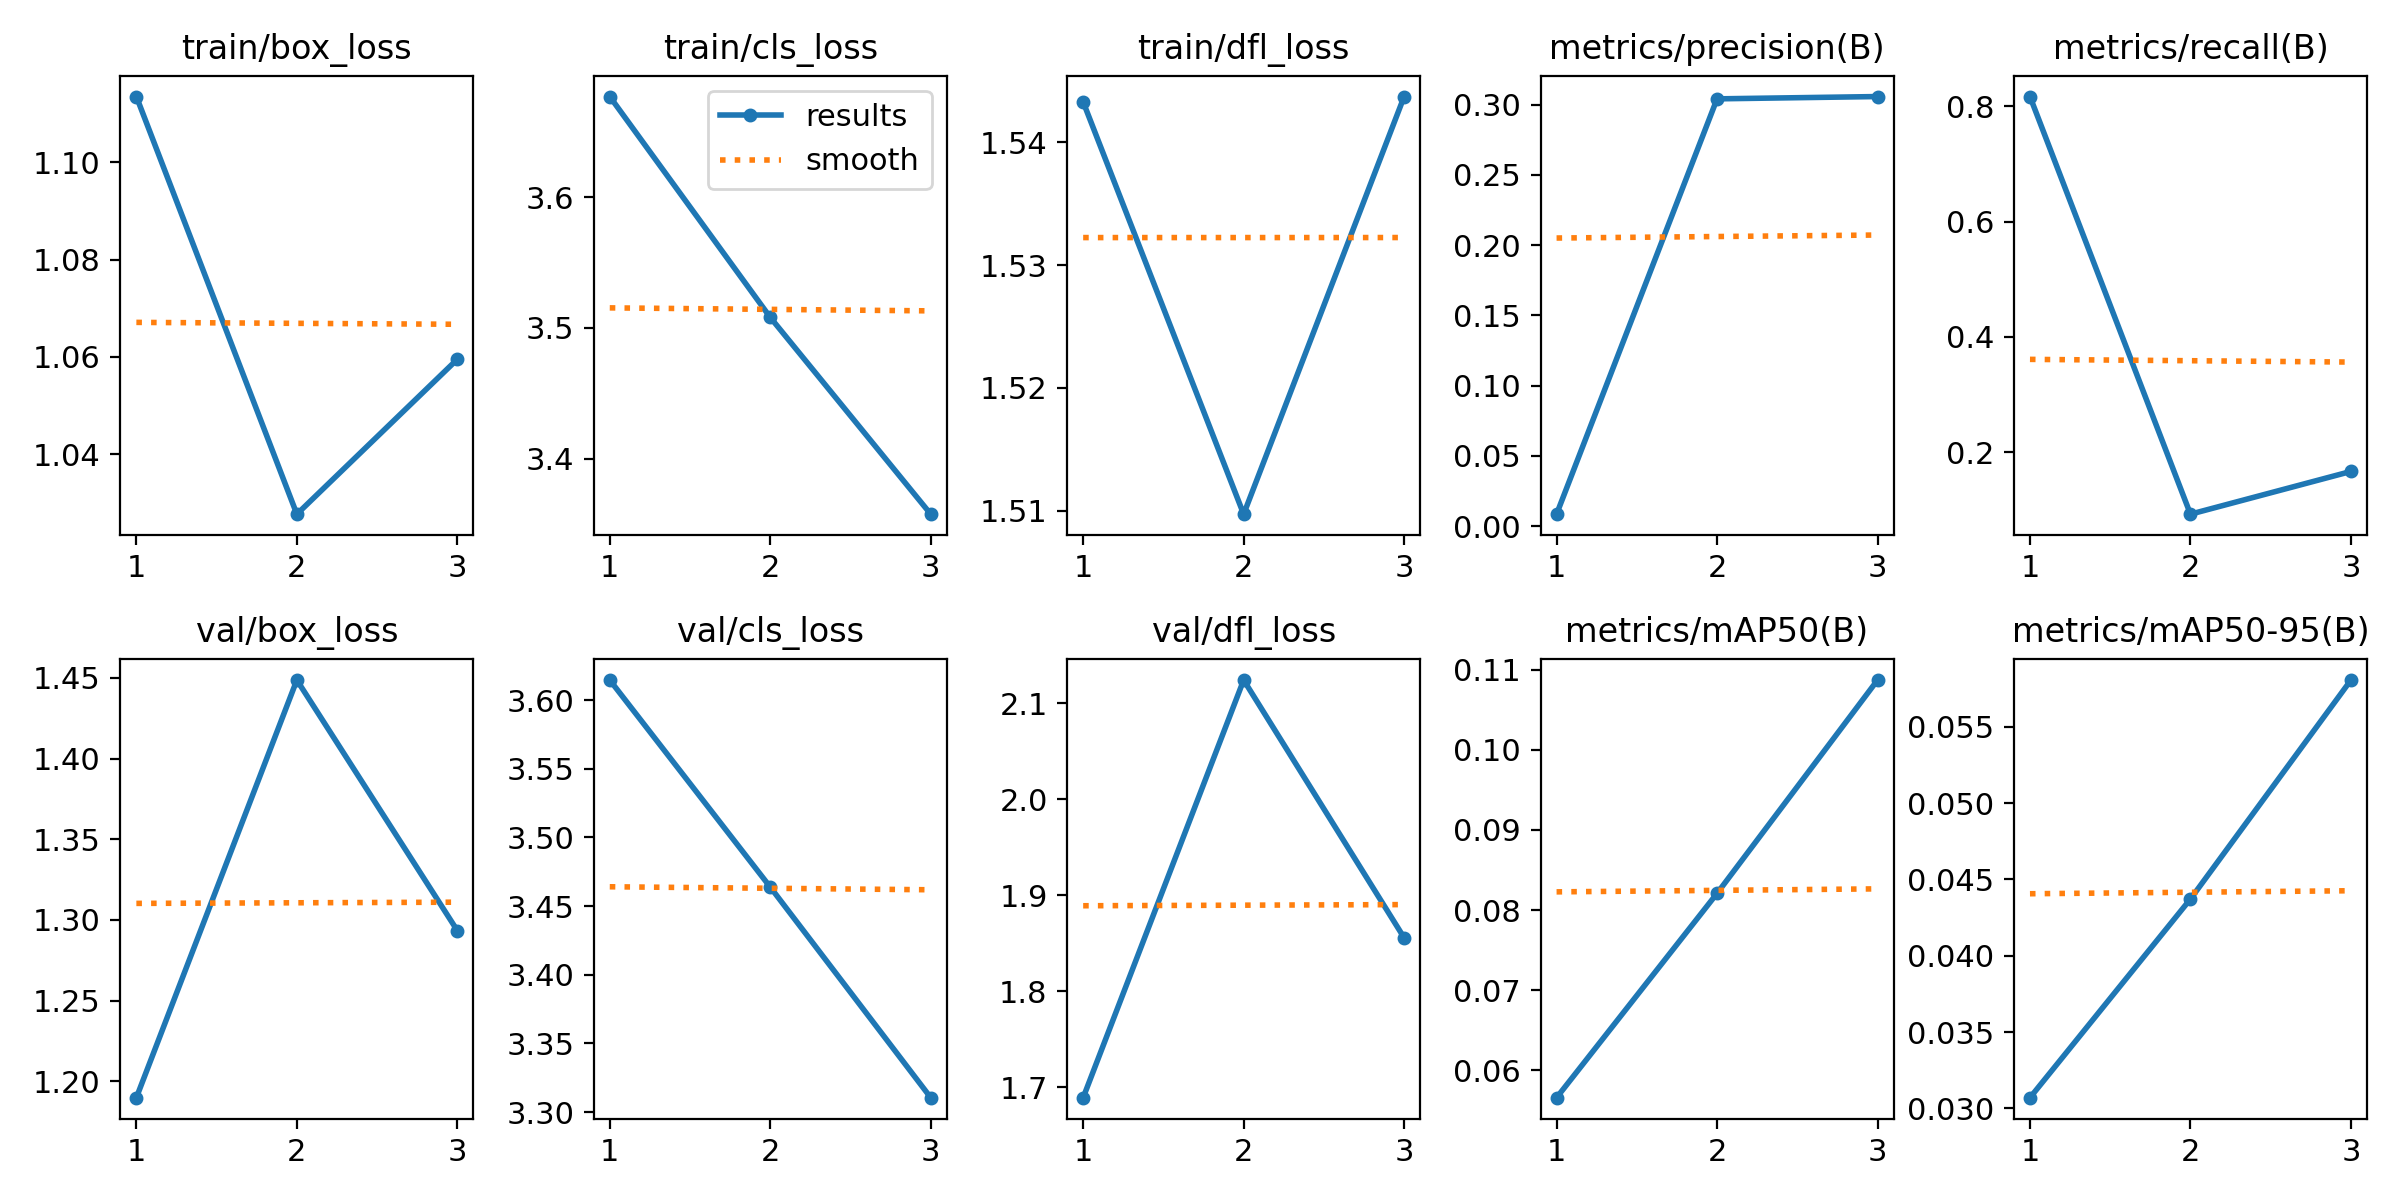 train/box_loss
1.10
1.08
1.06
1.04
1 2 3
train/cls_loss
results
smooth
3.6
3.5
3.4
1 2 3
train/dfl_loss
1.54
1.53
1.52
1.51
1 2 3
metrics/precision(B)
0.30
0.25
0.20
0.15
0.10
0.05
0.00
1 2 3
metrics/recall(B)
0.8
0.6
0.4
0.2
1 2 3
val/box_loss
1.45
1.40
1.35
1.30
1.25
1.20
1 2 3
val/cls_loss
3.60
3.55
3.50
3.45
3.40
3.35
3.30
1 2 3
val/dfl_loss
2.1
2.0
1.9
1.8
1.7
1 2 3
metrics/mAP50(B)
0.11
0.10
0.09
0.08
0.07
0.06
1 2 3
metrics/mAP50-95(B)
0.055
0.050
0.045
0.040
0.035
0.030
1 2 3